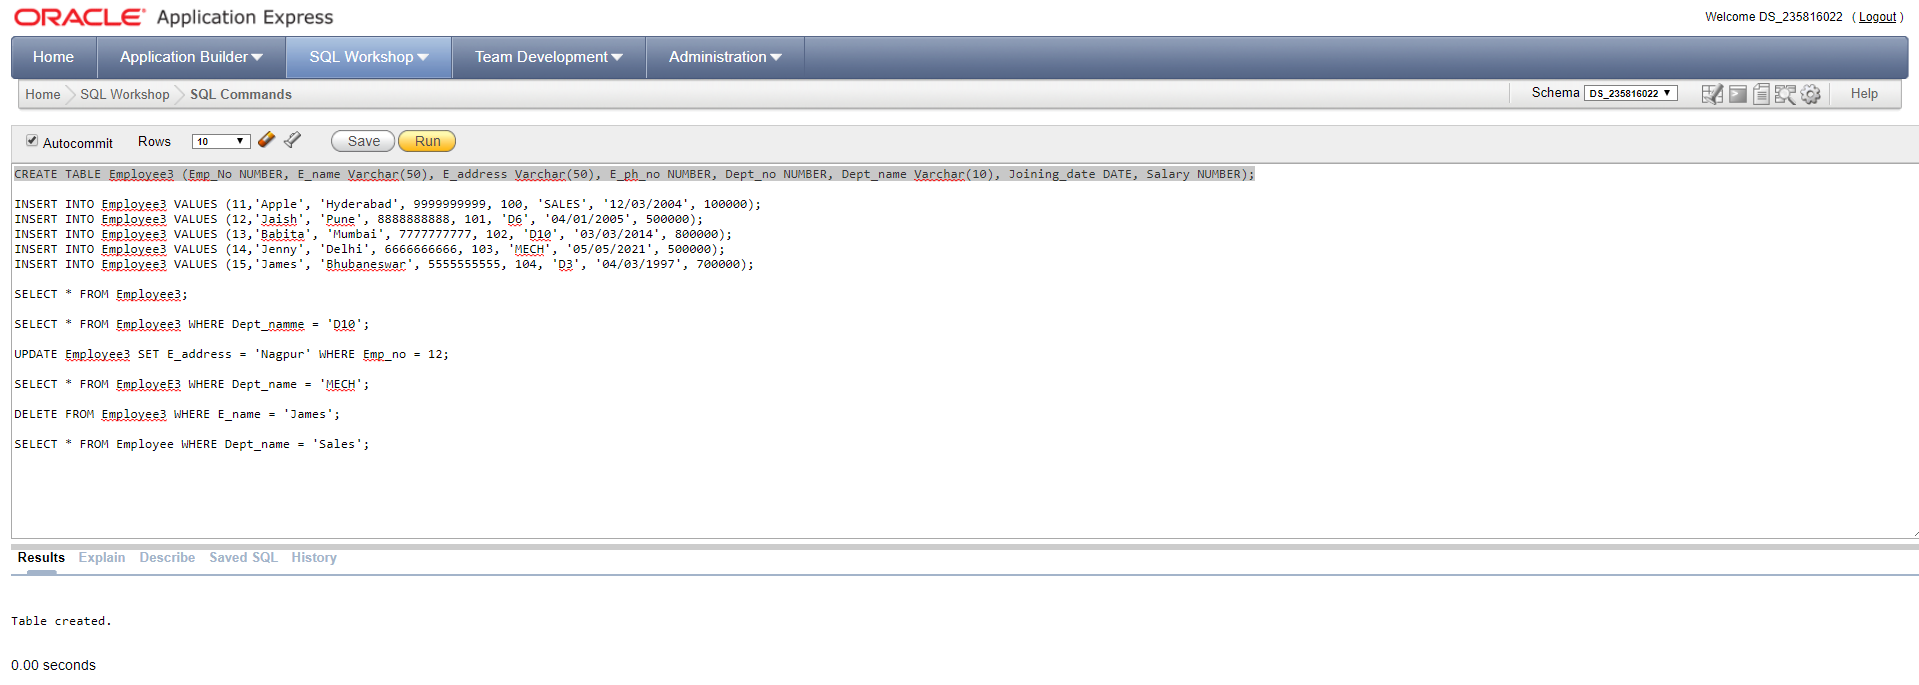 ORACLE® Application Express
Welcome DS_235816022 ( Logout )
Home Application Builder SQL Workshop Team Development Administration
Home SQL Workshop SQL Commands Schema DS_235816022 Help
Autocommit Rows 10 Save Run
CREATE TABLE Employee3 (Emp_No NUMBER, E_name Varchar(50), E_address Varchar(50), E_ph_no NUMBER, Dept_no NUMBER, Dept_name Varchar(10), Joining_date DATE, Salary NUMBER);
INSERT INTO Employee3 VALUES (11,'Apple', 'Hyderabad', 9999999999, 100, 'SALES', '12/03/2004', 100000);
INSERT INTO Employee3 VALUES (12,'Jaish', 'Pune', 8888888888, 101, 'D6', '04/01/2005', 500000);
INSERT INTO Employee3 VALUES (13,'Babita', 'Mumbai', 7777777777, 102, 'D10', '03/03/2014', 800000);
INSERT INTO Employee3 VALUES (14,'Jenny', 'Delhi', 6666666666, 103, 'MECH', '05/05/2021', 500000);
INSERT INTO Employee3 VALUES (15,'James', 'Bhubaneswar', 5555555555, 104, 'D3', '04/03/1997', 700000);
SELECT * FROM Employee3;
SELECT * FROM Employee3 WHERE Dept_namme = 'D10';
UPDATE Employee3 SET E_address = 'Nagpur' WHERE Emp_no = 12;
SELECT * FROM EmployeE3 WHERE Dept_name = 'MECH';
DELETE FROM Employee3 WHERE E_name = 'James';
SELECT * FROM Employee WHERE Dept_name = 'Sales';
Results Explain Describe Saved SQL History
Table created.
0.00 seconds